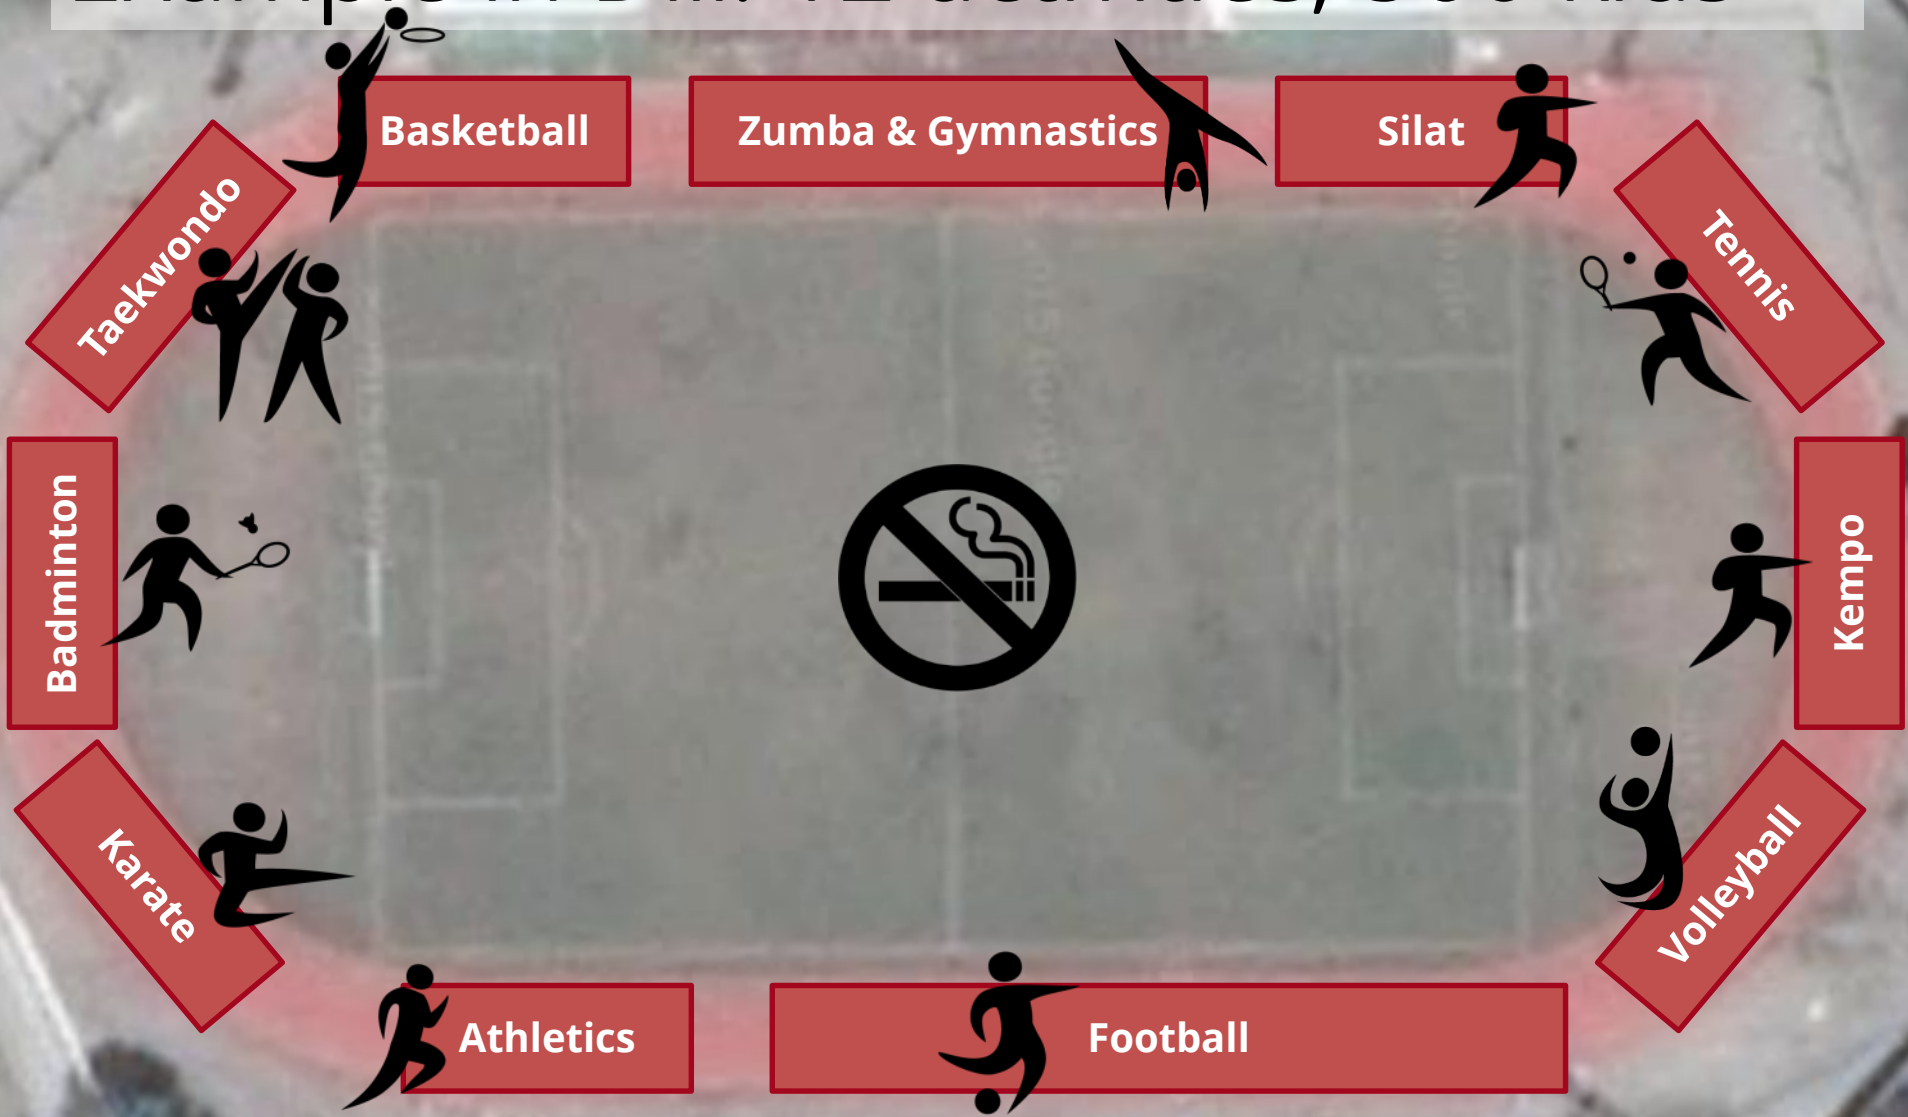 Basketball
Zumba & Gymnastics
Silat
Taekwondo
Tennis
Badminton
Kempo
Karate
Volleyball
Athletics
Football